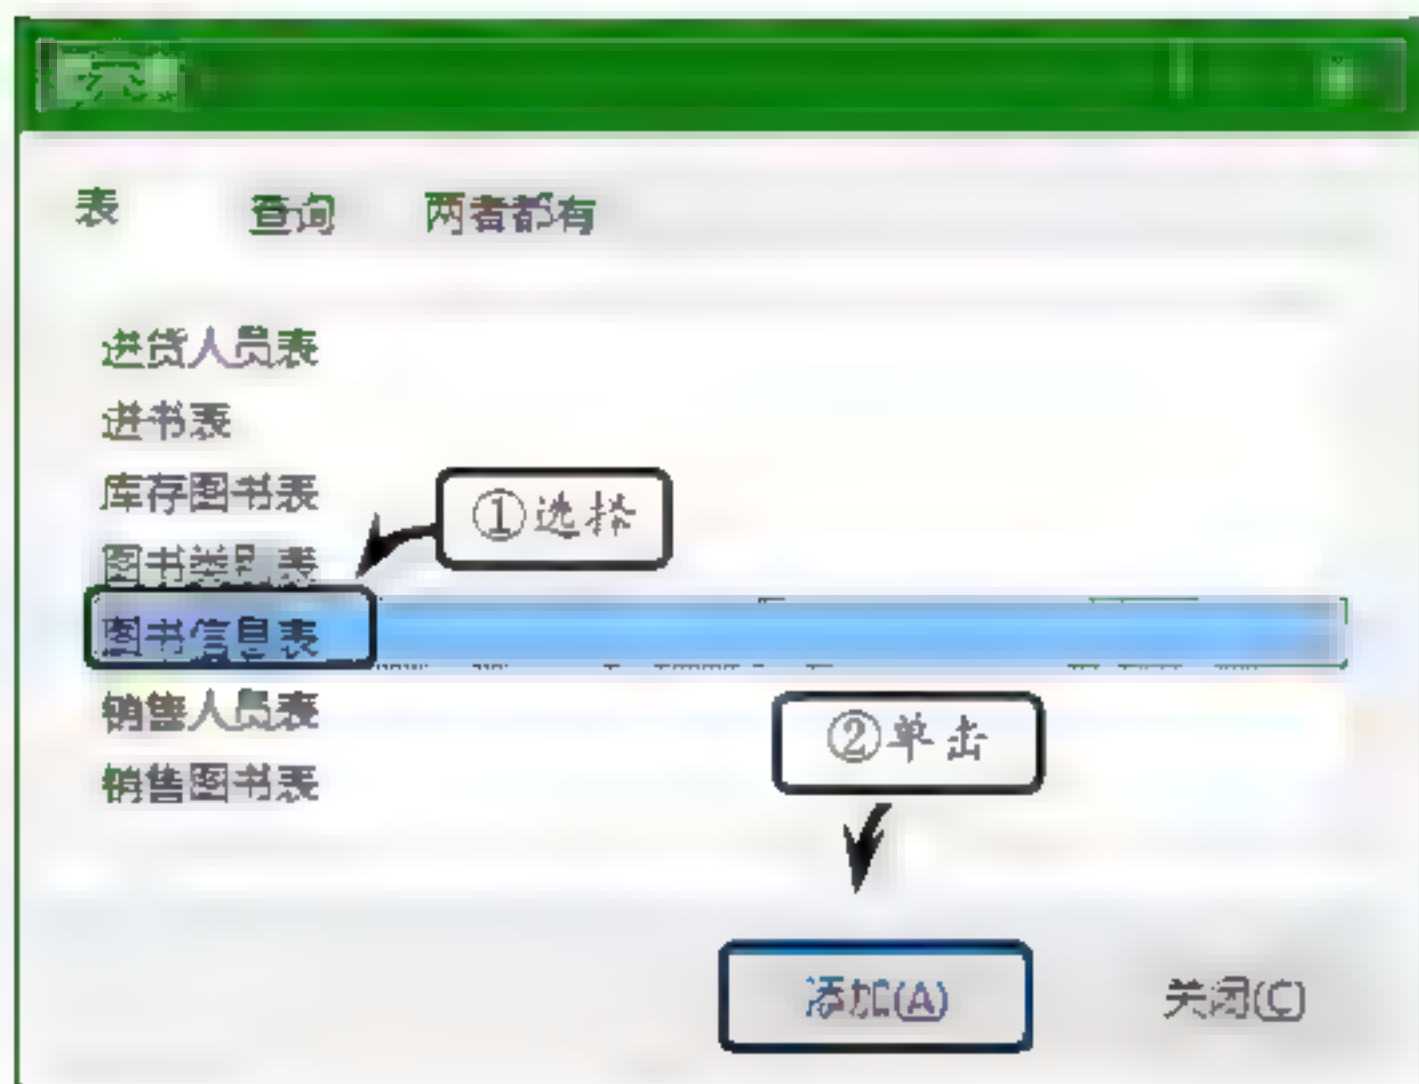 表 查询 两者都有
进货人员表
进书表
库存图书表
①选择
图书类别表
图书信息表
销售人员表
②单击
销售图书表
添加(A) 关闭(C)